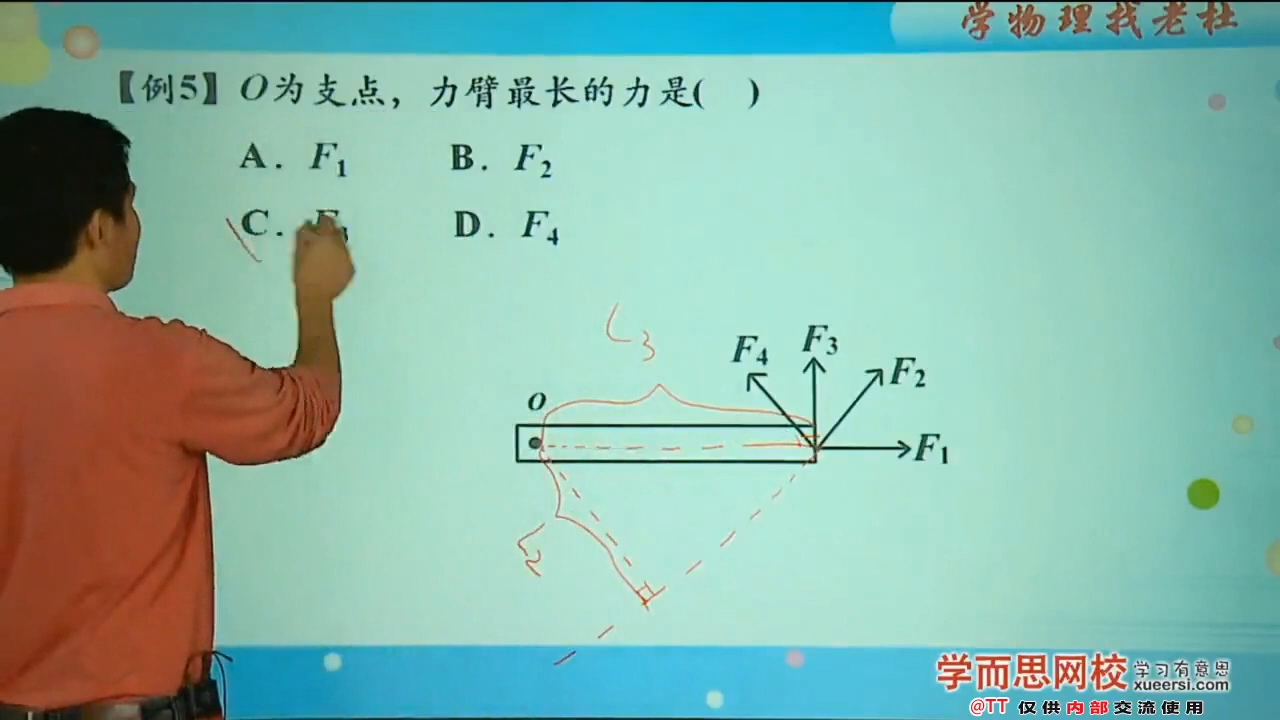 学物理找老杜
【例5】O为支点，力臂最长的力是( )
A. F1 B. F2
C. D. F4
L3
F4 F3 F2
O
F1
L2
学而思网校 学习有意思
xueersi.com
@TT 仅供内部交流使用